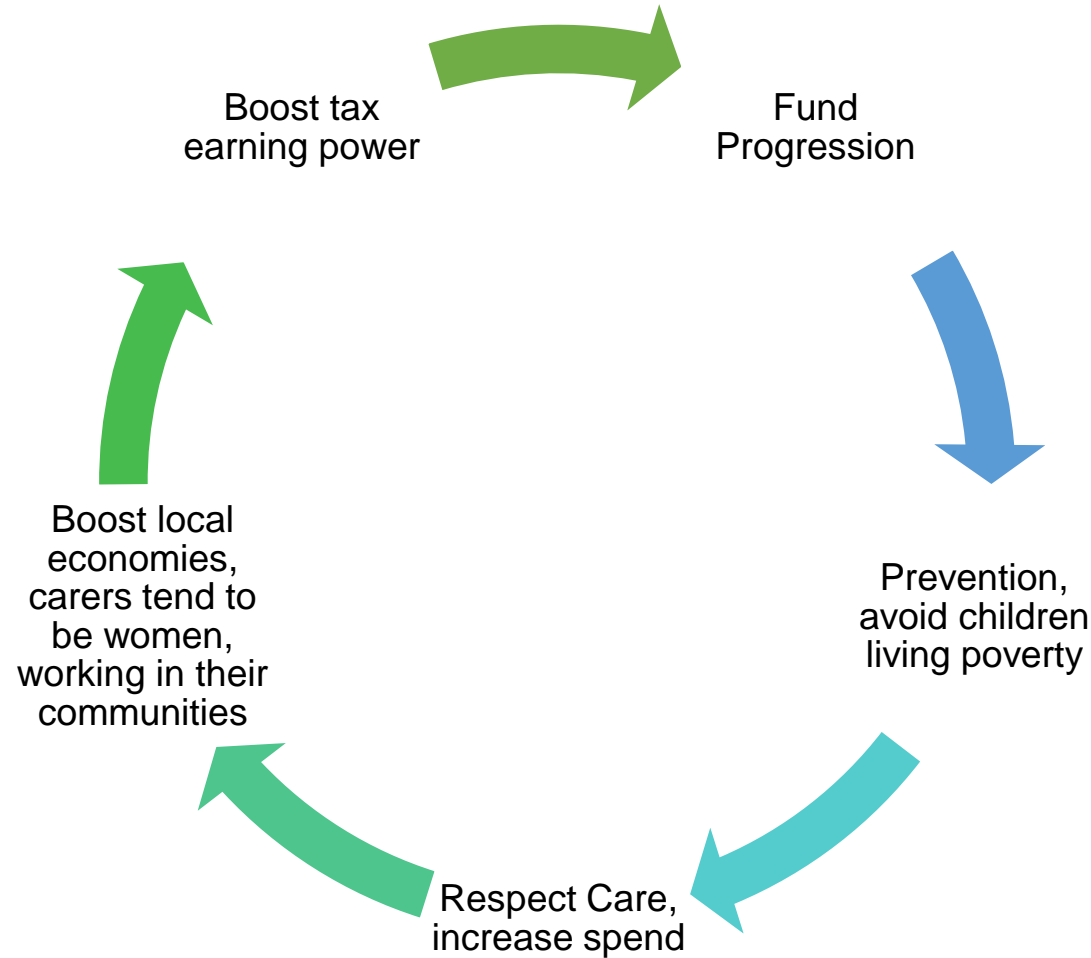 Boost tax
earning power
Fund
Progression
Prevention,
avoid children
living poverty
Respect Care,
increase spend
Boost local
economies,
carers tend to
be women,
working in their
communities